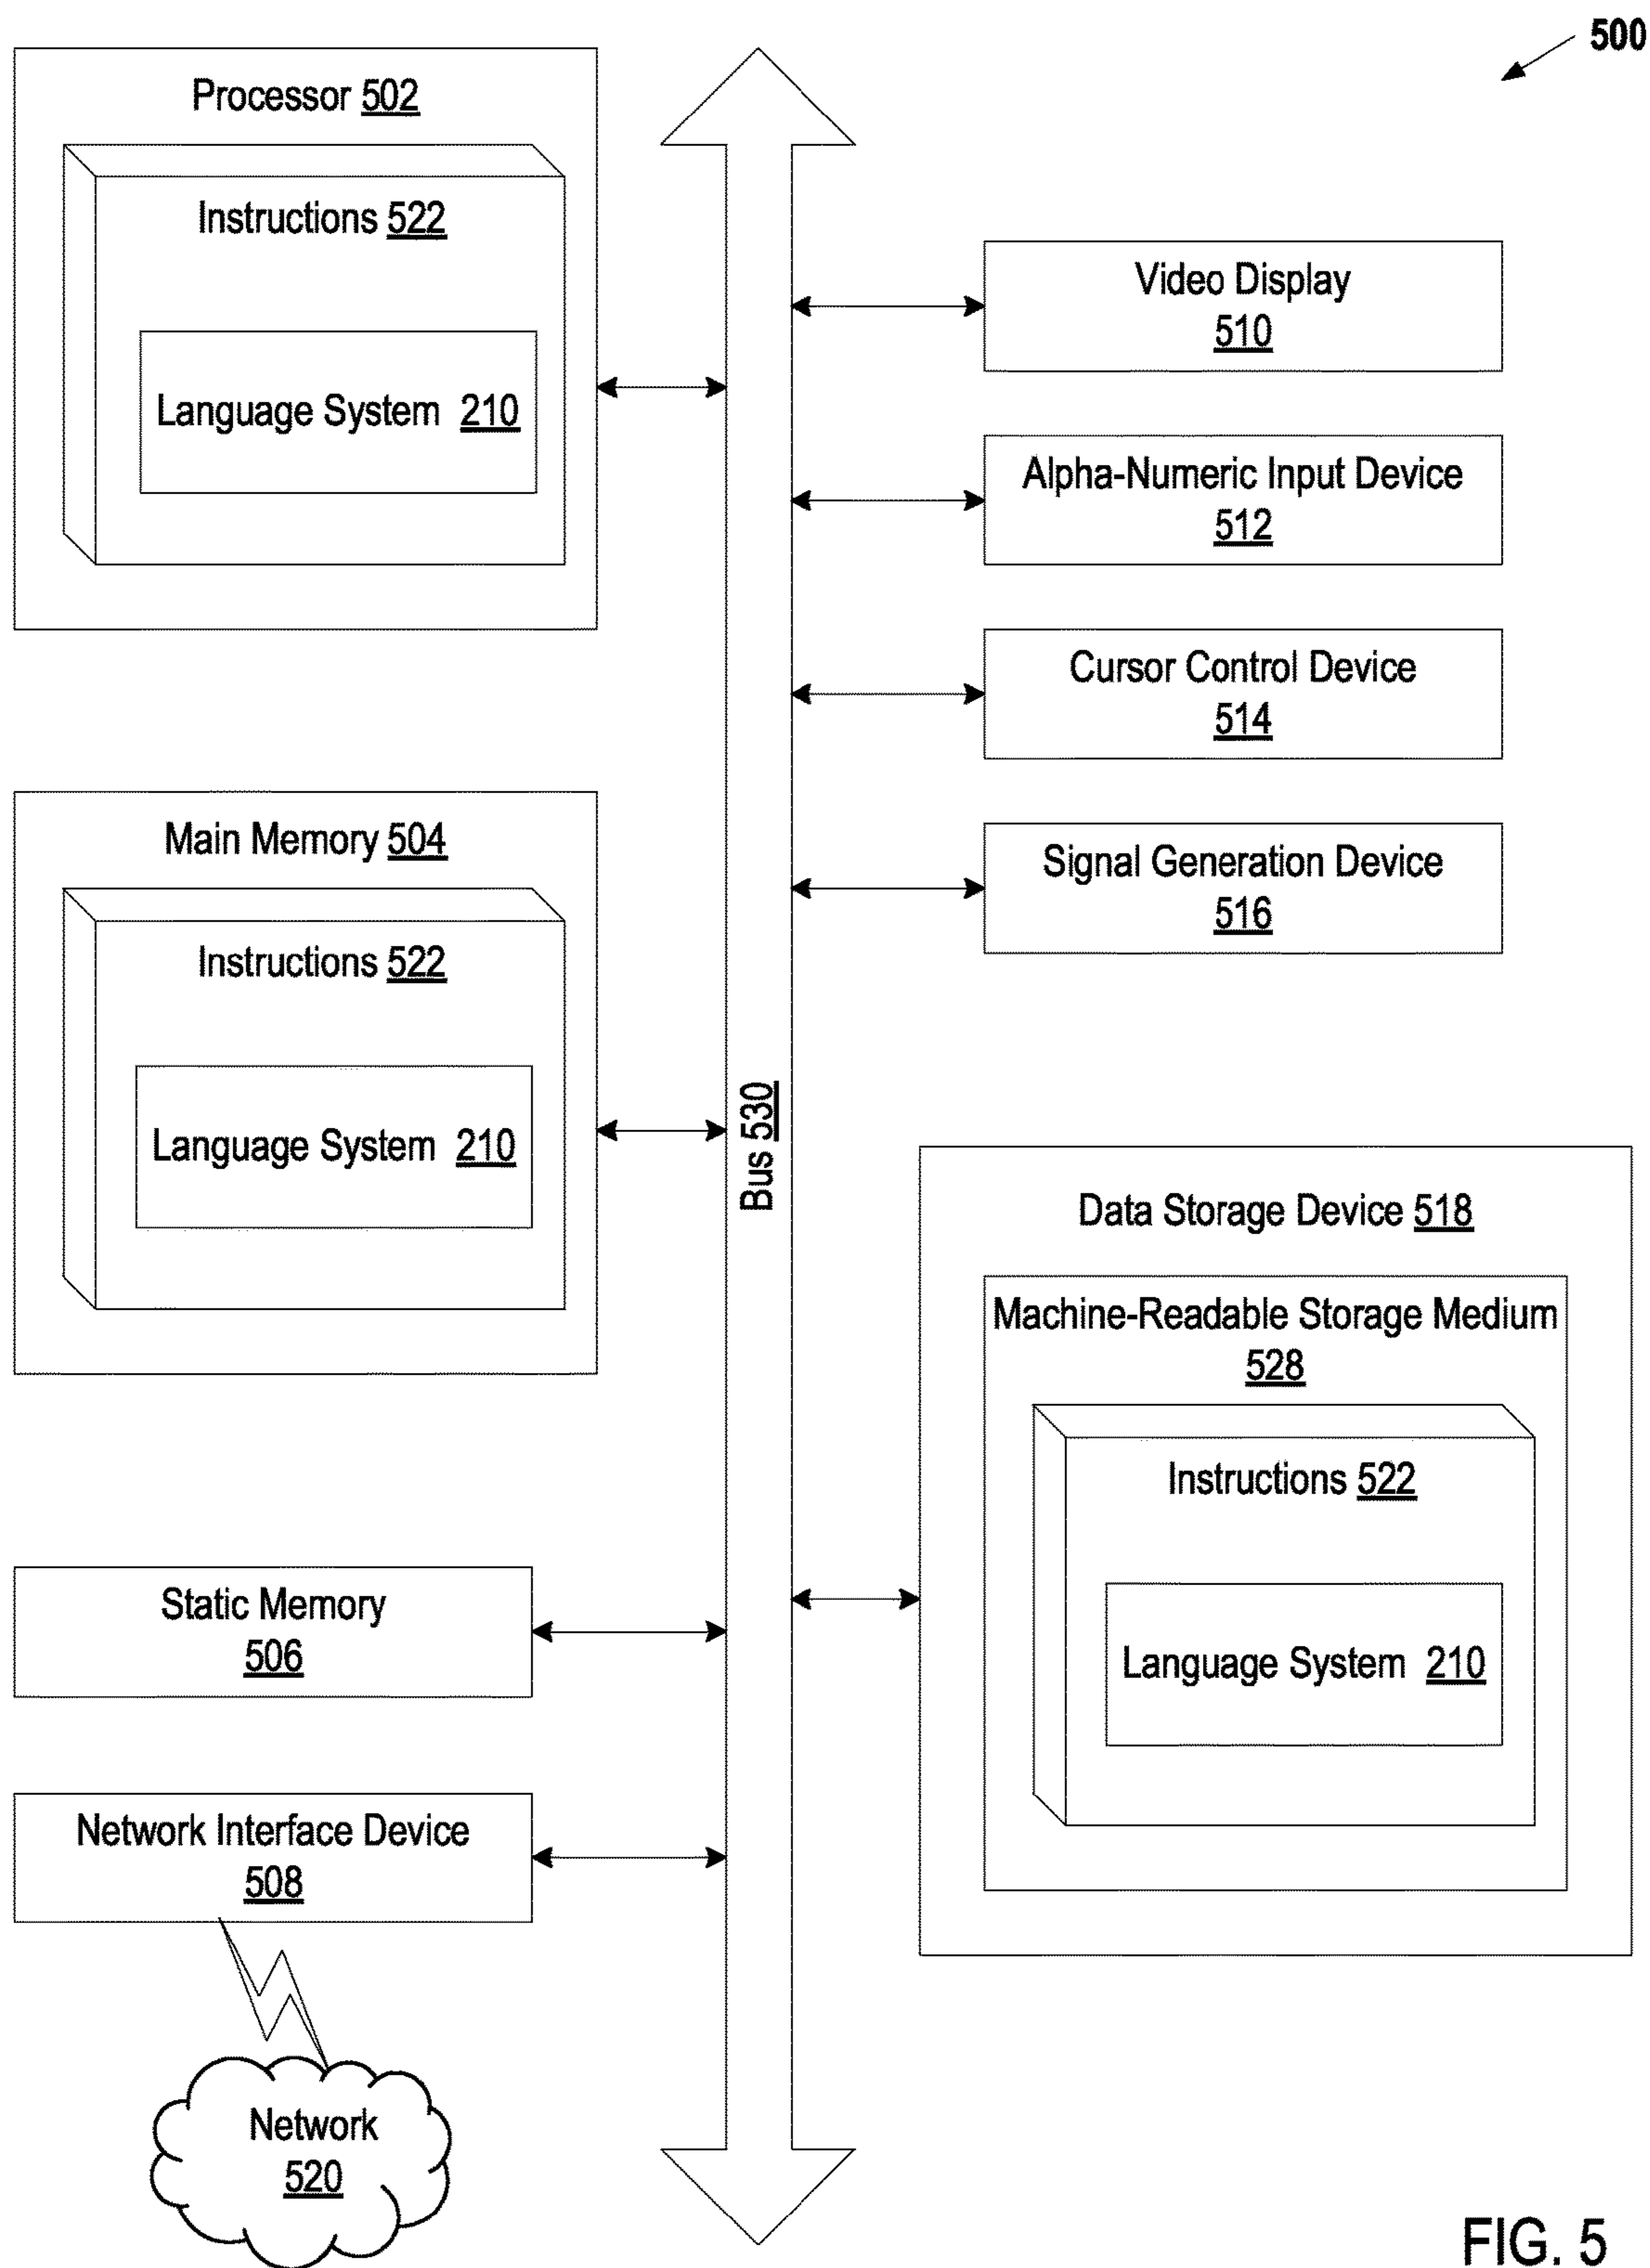 500
Processor 502
Instructions 522
Language System 210
Main Memory 504
Instructions 522
Language System 210
Static Memory
506
Network Interface Device
508
Network
520
Bus 530
Video Display
510
Alpha-Numeric Input Device
512
Cursor Control Device
514
Signal Generation Device
516
Data Storage Device 518
Machine-Readable Storage Medium
528
Instructions 522
Language System 210
FIG. 5